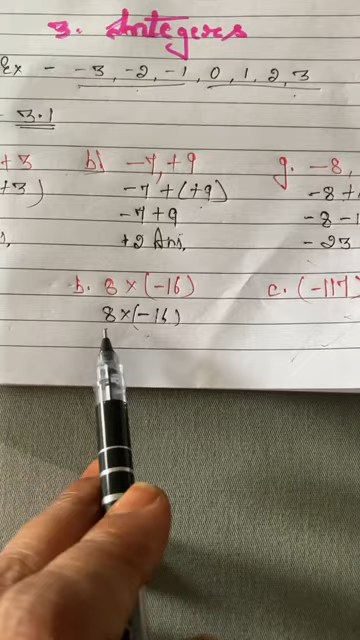 3. Integers
Ex - -3, -2, -1, 0, 1, 2, 3
3.1
+3 b) -7, +9 g. -8,
+3) -7 + (+9) -8 +
-7 + 9 -8 - 1
+2 Ans, - 23
b. 8 × (-16) c. (-117)
8 × (-16)